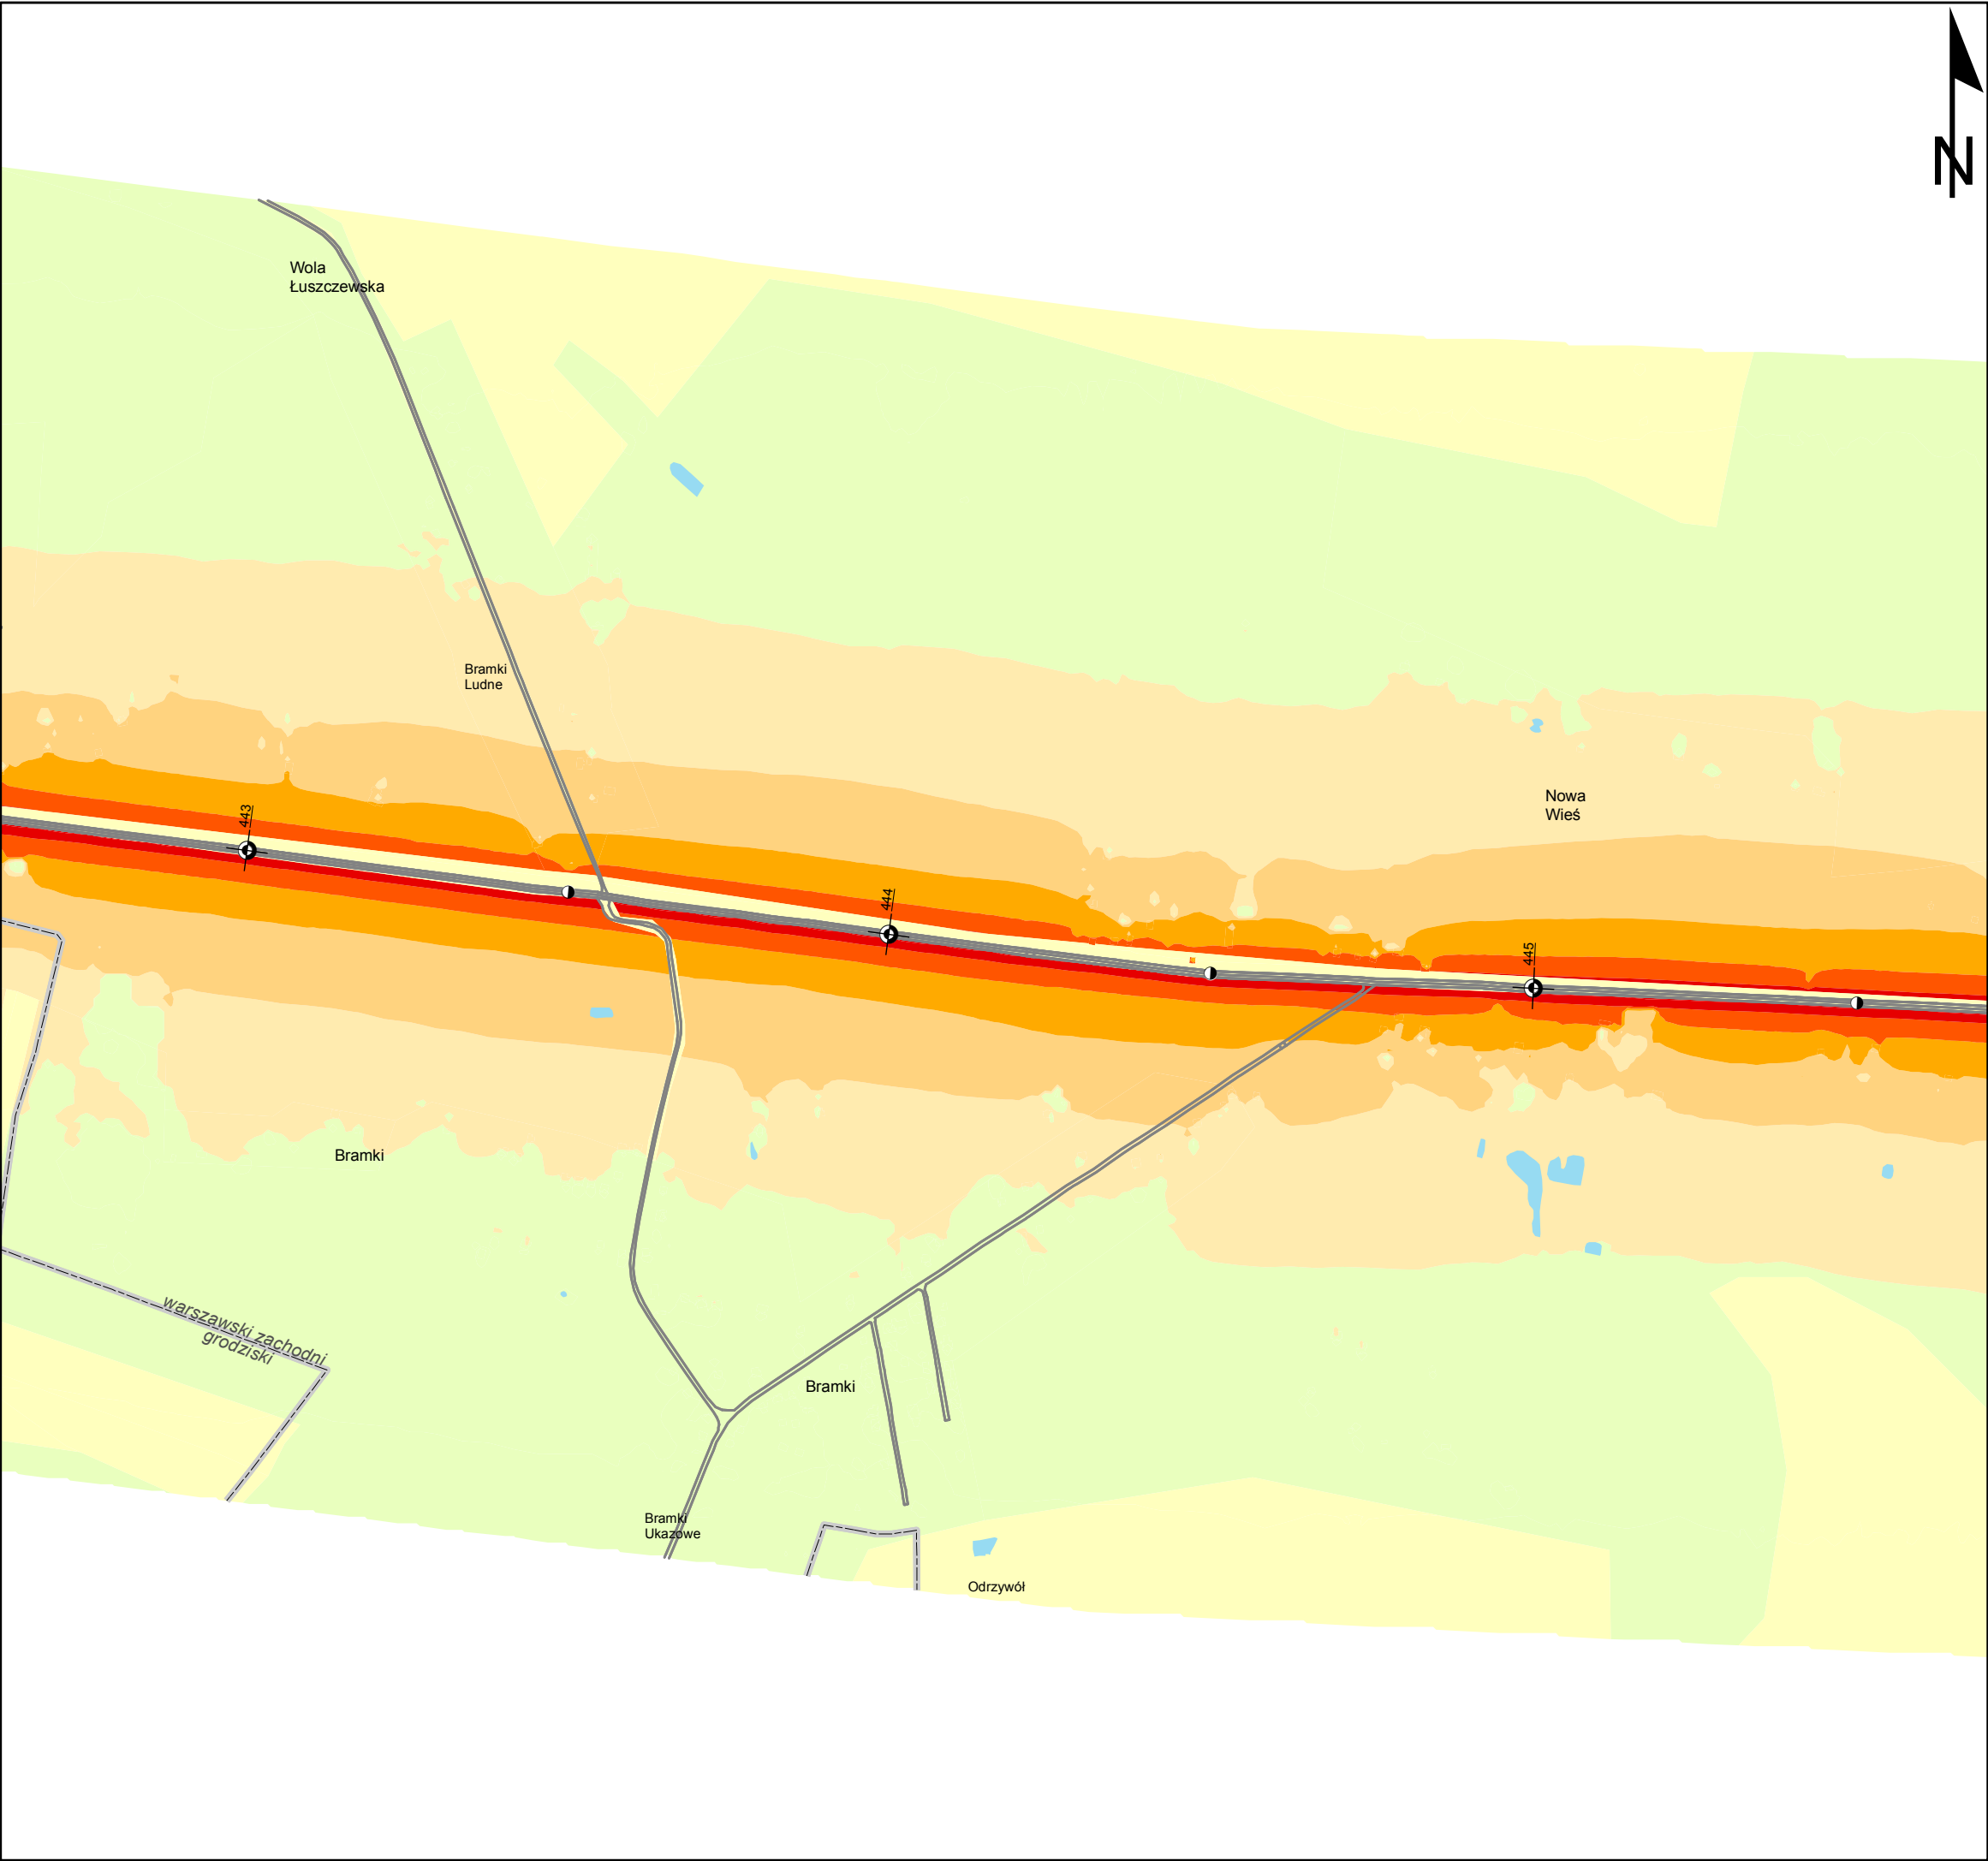 N
Wola
Łuszczewska
Bramki
Ludne
Nowa
Wieś
443
444
445
Bramki
warszawski zachodni
grodziski
Bramki
Bramki
Ukazowe
Odrzywół